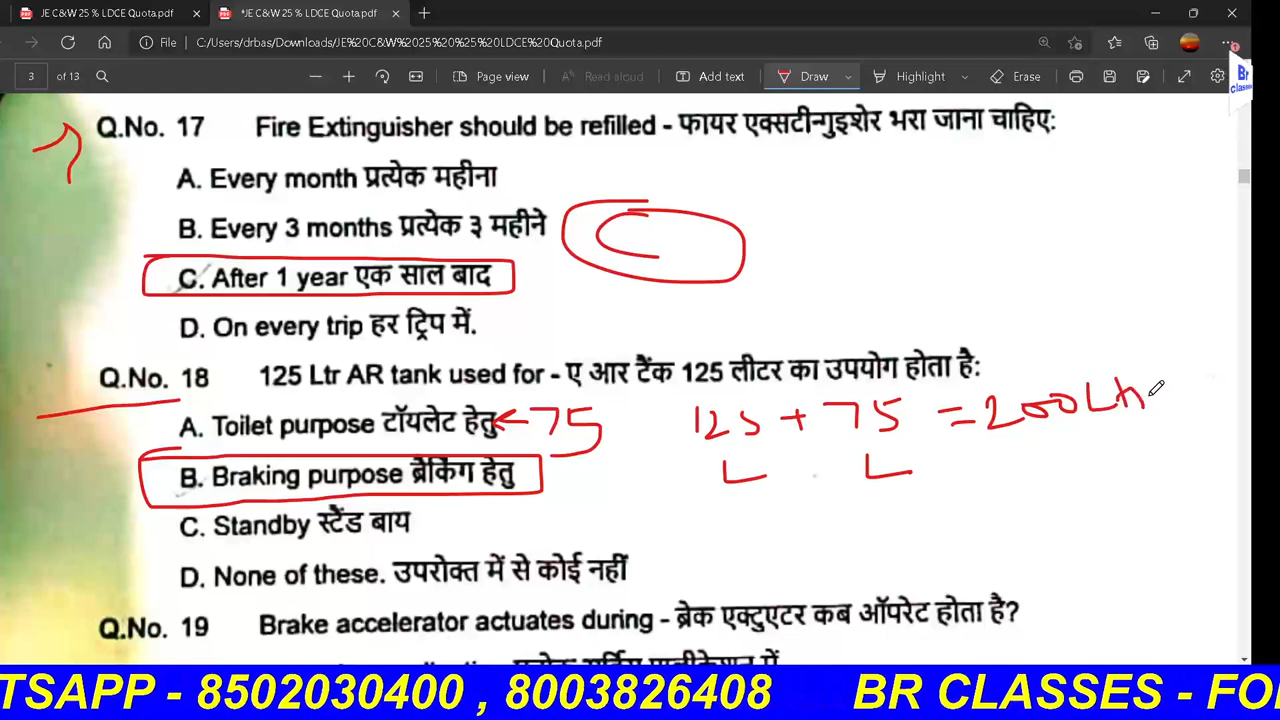 JE C&W 25 % LDCE Quota.pdf
*JE C&W 25 % LDCE Quota.pdf
File C:/Users/drbas/Downloads/JE%20C&W%2025%20%25%20LDCE%20Quota.pdf
3 of 13 Page view Read aloud Add text Draw Highlight Erase
Br
classes
Q.No. 17 Fire Extinguisher should be refilled - फायर एक्सटीन्गुइशेर भरा जाना चाहिए:
A. Every month प्रत्येक महीना
B. Every 3 months प्रत्येक ३ महीने
C. After 1 year एक साल बाद
D. On every trip हर ट्रिप में.
Q.No. 18 125 Ltr AR tank used for - ए आर टैंक 125 लीटर का उपयोग होता है:
A. Toilet purpose टॉयलेट हेतु ← 75 125 + 75 = 200 Lh
L L
B. Braking purpose ब्रेकिंग हेतु
C. Standby स्टैंड बाय
D. None of these. उपरोक्त में से कोई नहीं
Q.No. 19 Brake accelerator actuates during - ब्रेक एक्टुएटर कब ऑपरेट होता है?
TSAPP - 8502030400 , 8003826408 BR CLASSES - FO